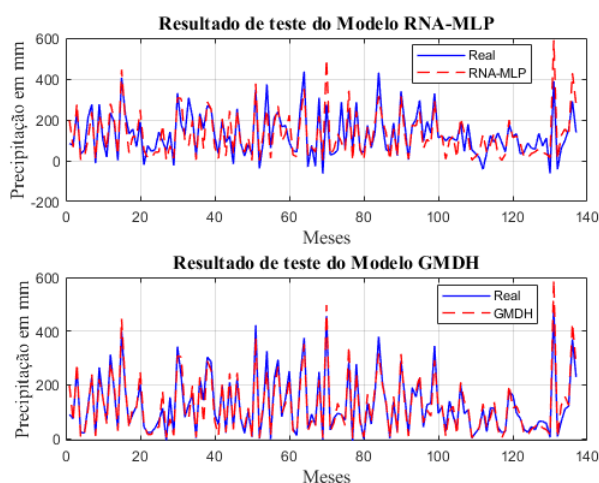 Resultado de teste do Modelo RNA-MLP
600
400
200
0
-200
Precipitação em mm
Real
RNA-MLP
0 20 40 60 80 100 120 140
Meses
Resultado de teste do Modelo GMDH
600
400
200
0
Precipitação em mm
Real
GMDH
0 20 40 60 80 100 120 140
Meses